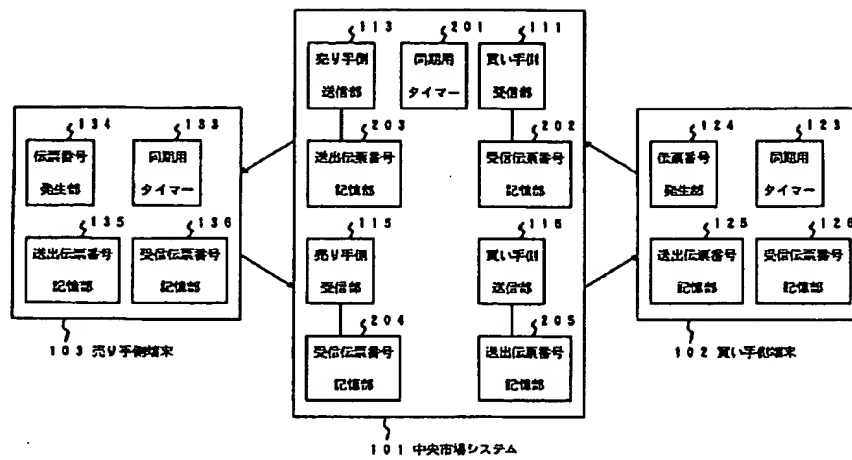 113
売り手側
送信部
201
同期用
タイマー
111
買い手側
受信部
203
送出伝票番号
記憶部
202
受信伝票番号
記憶部
115
売り手側
受信部
116
買い手側
送信部
204
受信伝票番号
記憶部
205
送出伝票番号
記憶部
101 中央市場システム
134
伝票番号
発生部
133
同期用
タイマー
135
送出伝票番号
記憶部
136
受信伝票番号
記憶部
103 売り手側端末
124
伝票番号
発生部
123
同期用
タイマー
125
送出伝票番号
記憶部
126
受信伝票番号
記憶部
102 買い手側端末